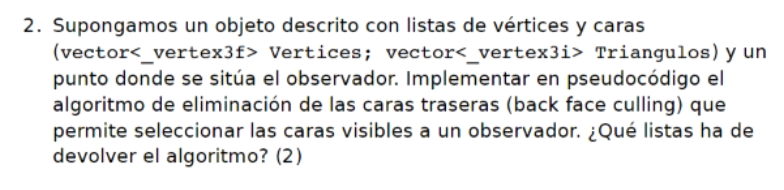 2. Supongamos un objeto descrito con listas de vértices y caras
(vector<_vertex3f> Vertices; vector<_vertex3i> Triangulos) y un
punto donde se sitúa el observador. Implementar en pseudocódigo el
algoritmo de eliminación de las caras traseras (back face culling) que
permite seleccionar las caras visibles a un observador. ¿Qué listas ha de
devolver el algoritmo? (2)